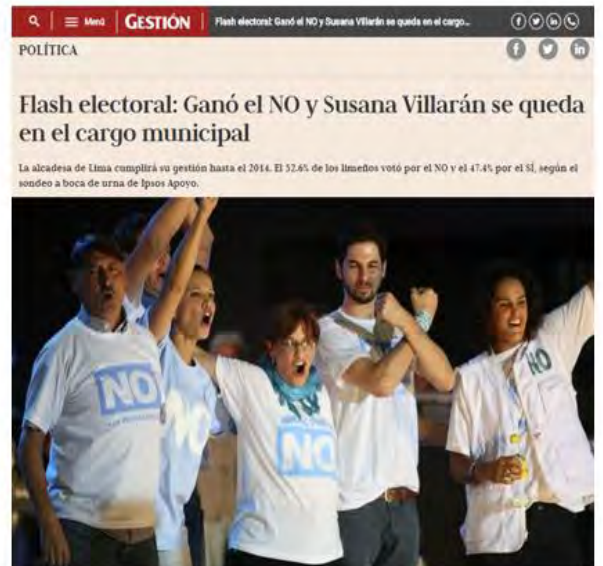 Menú GESTIÓN Flash electoral: Ganó el NO y Susana Villarán se queda en el cargo...
POLÍTICA
Flash electoral: Ganó el NO y Susana Villarán se queda
en el cargo municipal
La alcadesa de Lima cumplirá su gestión hasta el 2014. El 52.6% de los limeños votó por el NO y el 47.4% por el SÍ, según el
sondeo a boca de urna de Ipsos Apoyo.
NO
NO
NO